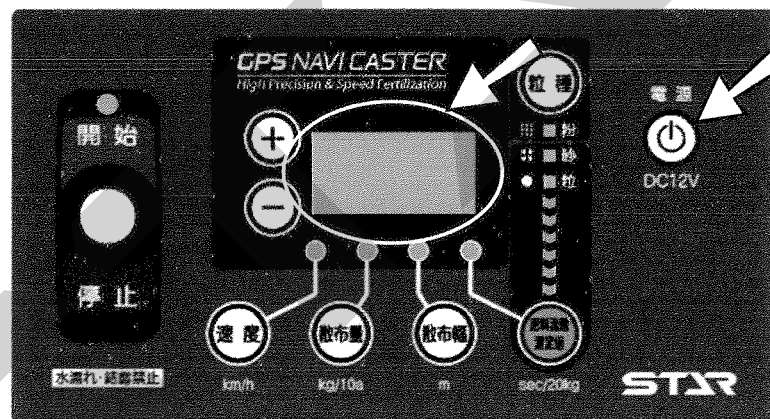 GPS NAVI CASTER
High Precision & Speed Fertilization
開始
停止
水濡れ・結露禁止
+
−
粒種
粉
砂
粒
電源
DC12V
速度
散布量
散布幅
km/h
kg/10a
m
sec/20kg
STAR